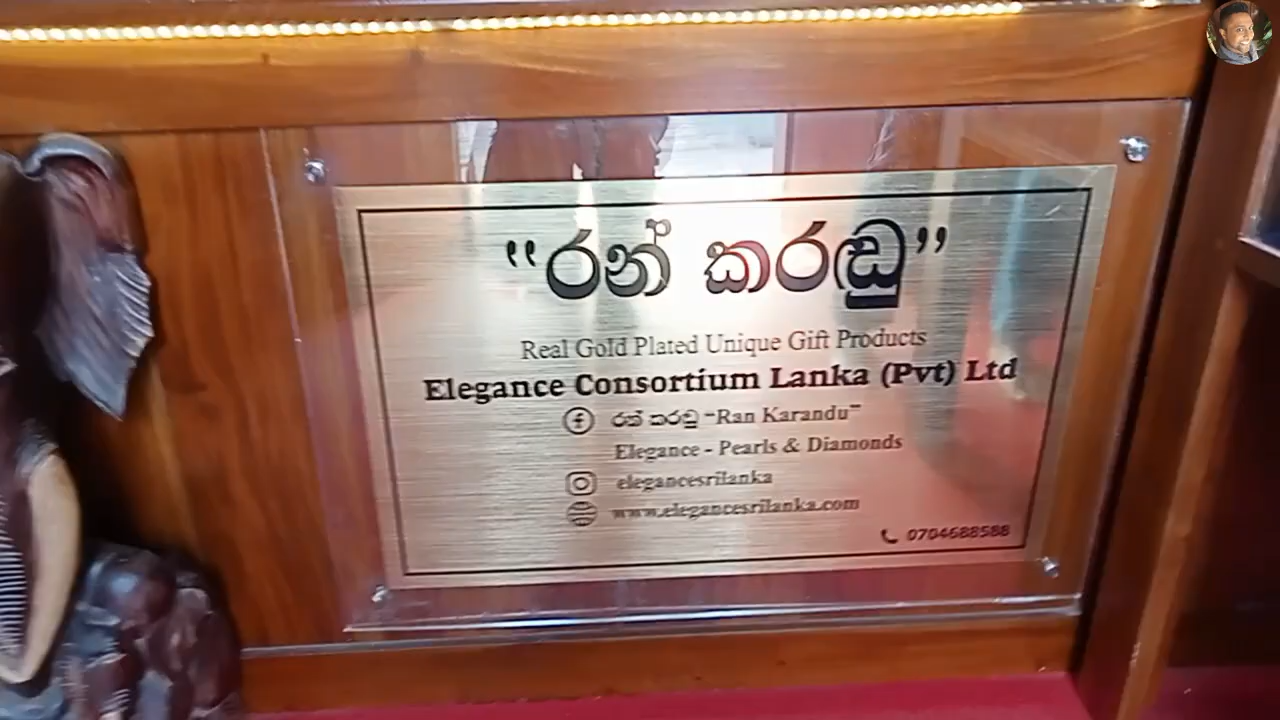 "රන් කරඬු"
Real Gold Plated Unique Gift Products
Elegance Consortium Lanka (Pvt) Ltd
රන් කරඬු "Ran Karandu"
Elegance - Pearls & Diamonds
elegancesrilanka
www.elegancesrilanka.com
0704688588